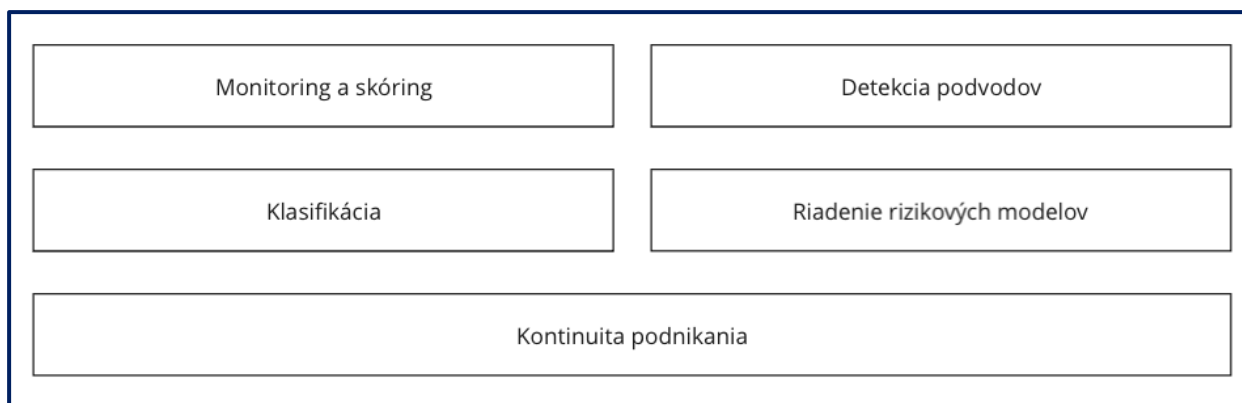 Monitoring a skóring
Detekcia podvodov
Klasifikácia
Riadenie rizikových modelov
Kontinuita podnikania